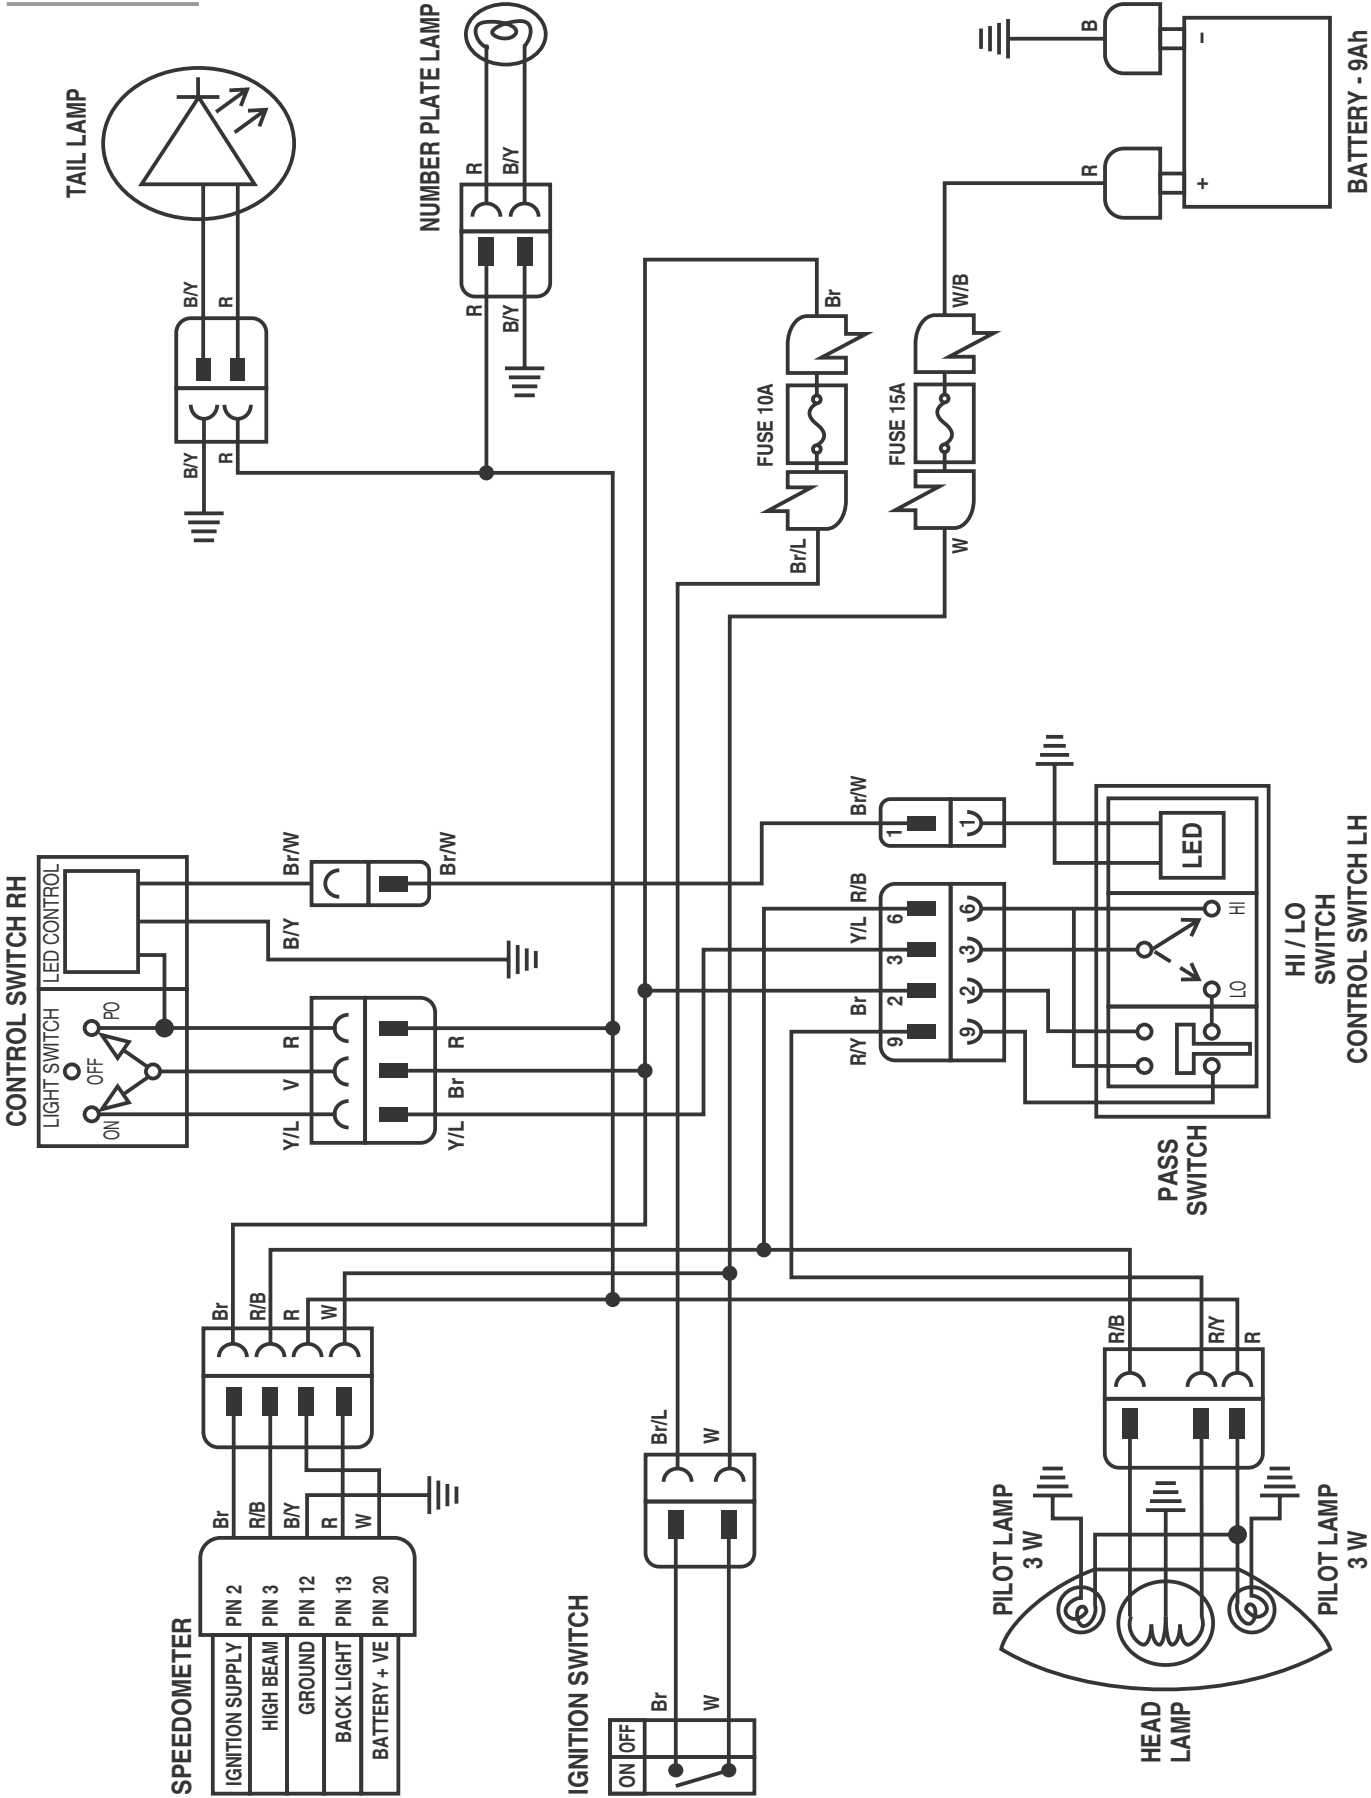 TAIL LAMP
B/Y
R
B/Y
R
NUMBER PLATE LAMP
R
B/Y
R
B/Y
B
R
-
+
BATTERY - 9Ah
Br
FUSE 10A
Br/L
W/B
FUSE 15A
W
CONTROL SWITCH RH
LED CONTROL
LIGHT SWITCH
PO
OFF
ON
Br/W
B/Y
Br/W
R
V
Y/L
R
Br
Y/L
Br/W
1
1
R/B
Y/L
Br
R/Y
6
3
2
9
6
3
2
9
LED
HI
LO
HI / LO
SWITCH
CONTROL SWITCH LH
PASS
SWITCH
Br
R/B
R
W
Br
R/B
B/Y
R
W
PIN 2
PIN 3
PIN 12
PIN 13
PIN 20
IGNITION SUPPLY
HIGH BEAM
GROUND
BACK LIGHT
BATTERY + VE
SPEEDOMETER
Br/L
W
Br
W
IGNITION SWITCH
OFF
ON
R/B
R/Y
R
PILOT LAMP
3 W
PILOT LAMP
3 W
HEAD
LAMP